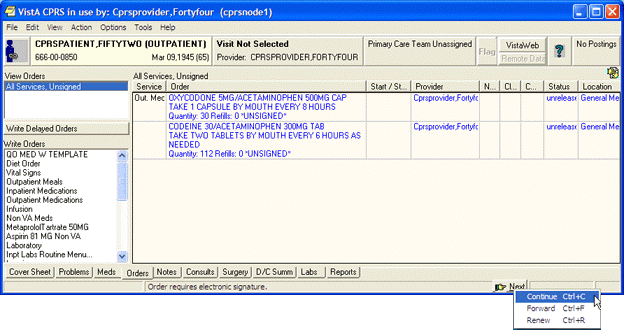 VistA CPRS in use by: Cprsprovider,Fortyfour (cprsnode1)
File Edit View Action Options Tools Help
CPRSPATIENT,FIFTYTWO (OUTPATIENT)
666-00-0850 Mar 09,1945 (65)
Visit Not Selected
Provider: CPRSPROVIDER,FORTYFOUR
Primary Care Team Unassigned
Flag
VistaWeb
Remote Data
?
No Postings
View Orders
All Services, Unsigned
Write Delayed Orders
Write Orders
QO MED W TEMPLATE
Diet Order
Vital Signs
Outpatient Meals
Inpatient Medications
Outpatient Medications
Infusion
Non VA Meds
MetaprololTartrate 50MG
Aspirin 81 MG Non VA
Laboratory
Inpt Labs Routine Menu...
All Services, Unsigned
Service Order Start / St... Provider N... Cl... C... Status Location
Out. Med OXYCODONE 5MG/ACETAMINOPHEN 500MG CAP Cprsprovider,Fortyfo unrelease General Me
TAKE 1 CAPSULE BY MOUTH EVERY 8 HOURS
Quantity: 30 Refills: 0 *UNSIGNED*
CODEINE 30/ACETAMINOPHEN 300MG TAB Cprsprovider,Fortyfo unrelease General Me
TAKE TWO TABLETS BY MOUTH EVERY 6 HOURS AS
NEEDED
Quantity: 112 Refills: 0 *UNSIGNED*
Cover Sheet Problems Meds Orders Notes Consults Surgery D/C Summ Labs Reports
Order requires electronic signature.
Next
Continue Ctrl+C
Forward Ctrl+F
Renew Ctrl+R